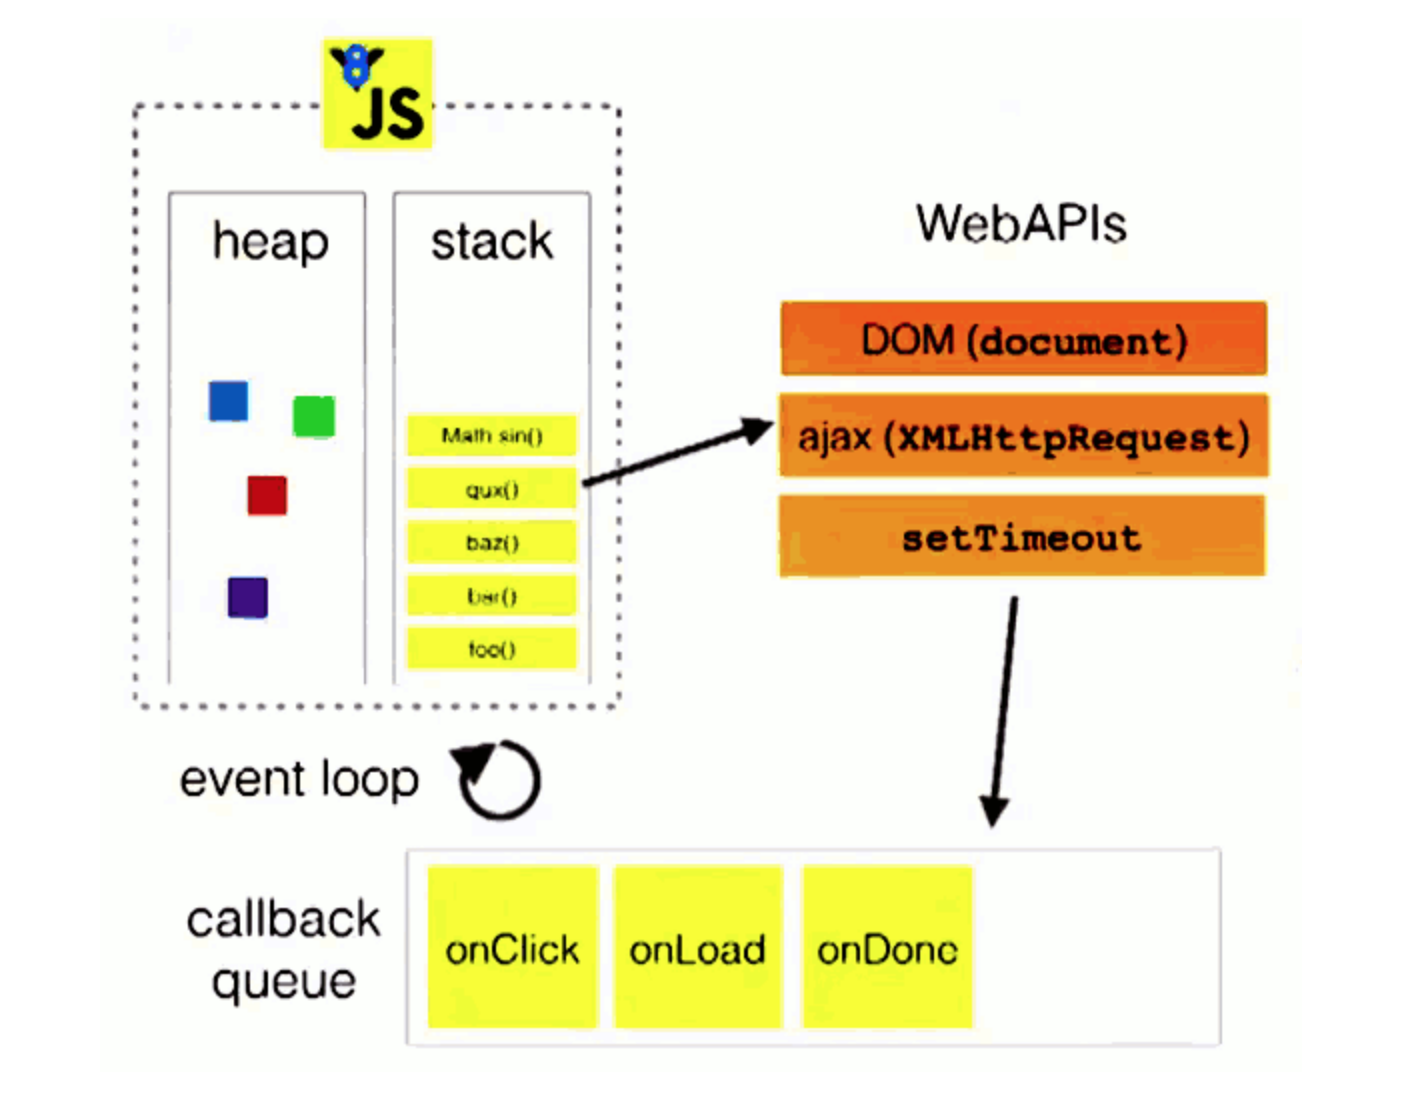 8
JS
heap
stack
Math sin()
qux()
baz()
bar()
foo()
WebAPIs
DOM (document)
ajax (XMLHttpRequest)
setTimeout
event loop
callback
queue
onClick
onLoad
onDone